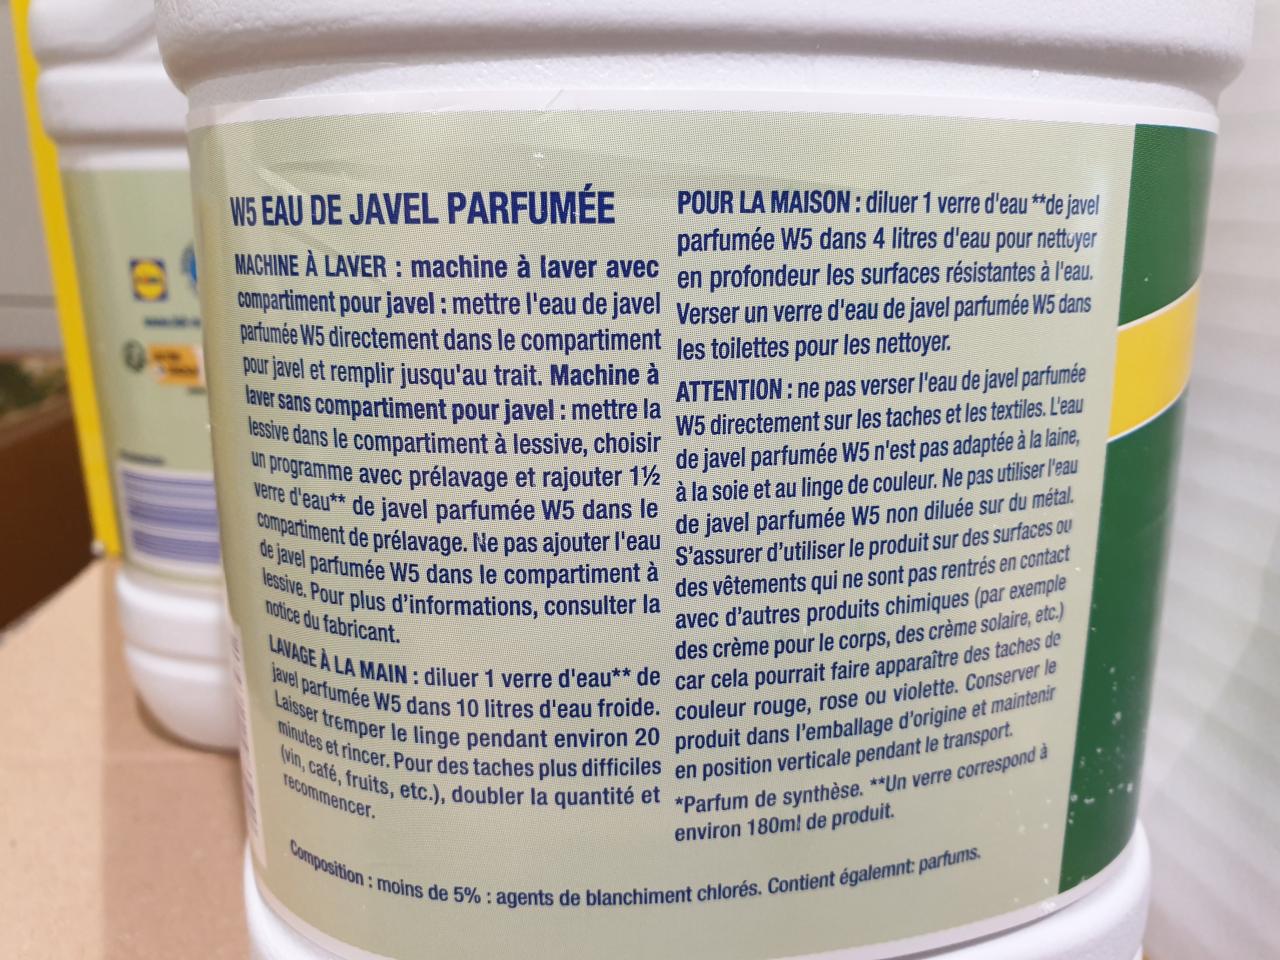 W5 EAU DE JAVEL PARFUMÉE
MACHINE À LAVER : machine à laver avec
compartiment pour javel : mettre l'eau de javel
parfumée W5 directement dans le compartiment
pour javel et remplir jusqu'au trait. Machine à
laver sans compartiment pour javel : mettre la
lessive dans le compartiment à lessive, choisir
un programme avec prélavage et rajouter 1½
verre d'eau** de javel parfumée W5 dans le
compartiment de prélavage. Ne pas ajouter l'eau
de javel parfumée W5 dans le compartiment à
lessive. Pour plus d'informations, consulter la
notice du fabricant.
LAVAGE À LA MAIN : diluer 1 verre d'eau** de
javel parfumée W5 dans 10 litres d'eau froide.
Laisser tremper le linge pendant environ 20
minutes et rincer. Pour des taches plus difficiles
(vin, café, fruits, etc.), doubler la quantité et
recommencer.
POUR LA MAISON : diluer 1 verre d'eau **de javel
parfumée W5 dans 4 litres d'eau pour nettoyer
en profondeur les surfaces résistantes à l'eau.
Verser un verre d'eau de javel parfumée W5 dans
les toilettes pour les nettoyer.
ATTENTION : ne pas verser l'eau de javel parfumée
W5 directement sur les taches et les textiles. L'eau
de javel parfumée W5 n'est pas adaptée à la laine,
à la soie et au linge de couleur. Ne pas utiliser l'eau
de javel parfumée W5 non diluée sur du métal.
S'assurer d'utiliser le produit sur des surfaces ou
des vêtements qui ne sont pas rentrés en contact
avec d'autres produits chimiques (par exemple
des crème pour le corps, des crème solaire, etc.)
car cela pourrait faire apparaître des taches de
couleur rouge, rose ou violette. Conserver le
produit dans l'emballage d'origine et maintenir
en position verticale pendant le transport.
*Parfum de synthèse. **Un verre correspond à
environ 180ml de produit.
Composition : moins de 5% : agents de blanchiment chlorés. Contient égalemnt: parfums.